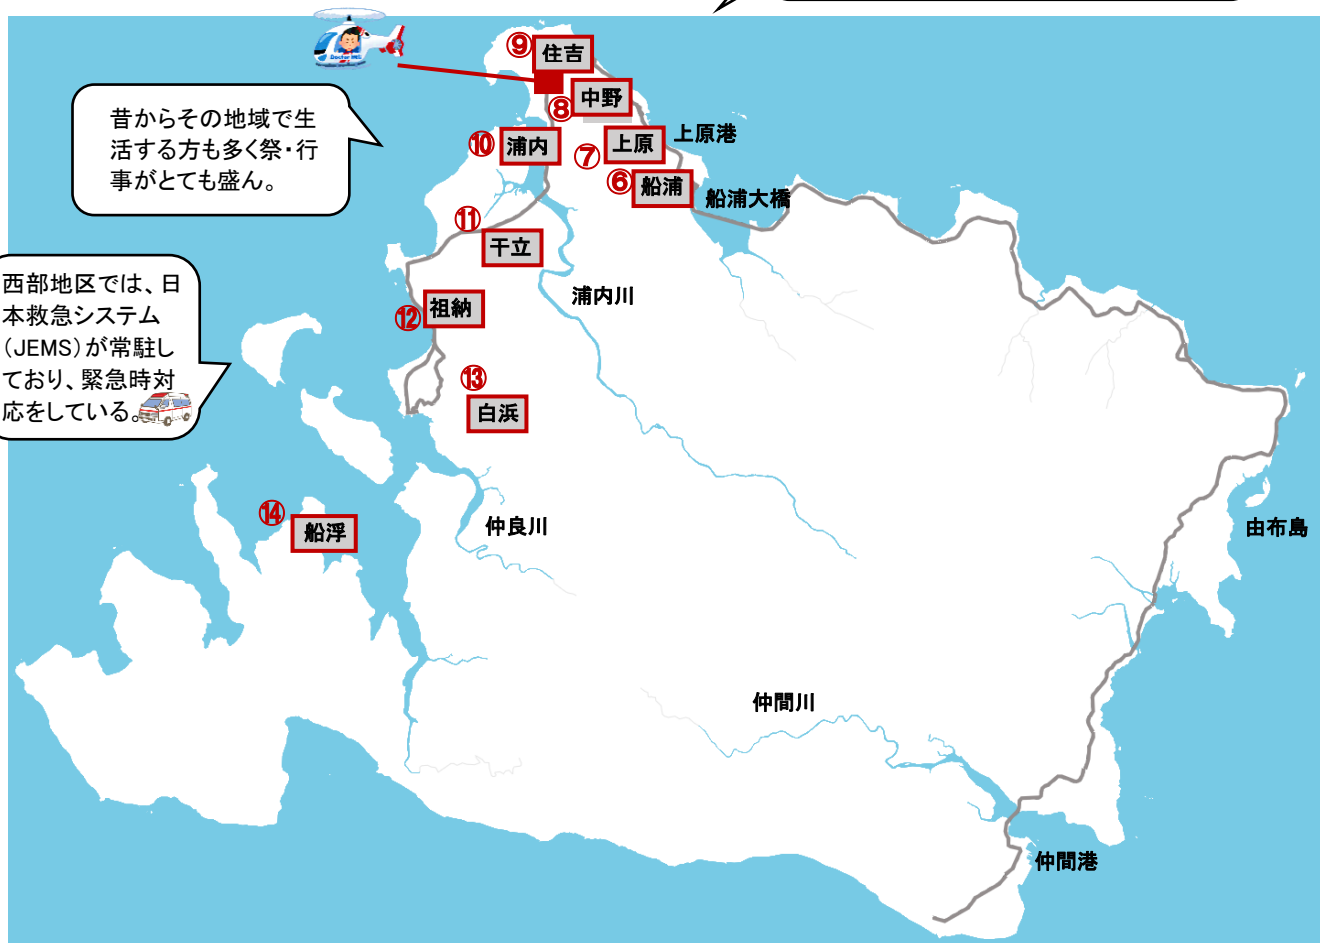 ⑨
住吉
⑧
中野
昔からその地域で生
活する方も多く祭・行
事がとても盛ん。
⑩
浦内
⑦
上原
上原港
⑥
船浦
船浦大橋
⑪
干立
西部地区では、日
本救急システム
(JEMS)が常駐し
ており、緊急時対
応をしている。
浦内川
⑫
祖納
⑬
白浜
⑭
船浮
仲良川
由布島
仲間川
仲間港